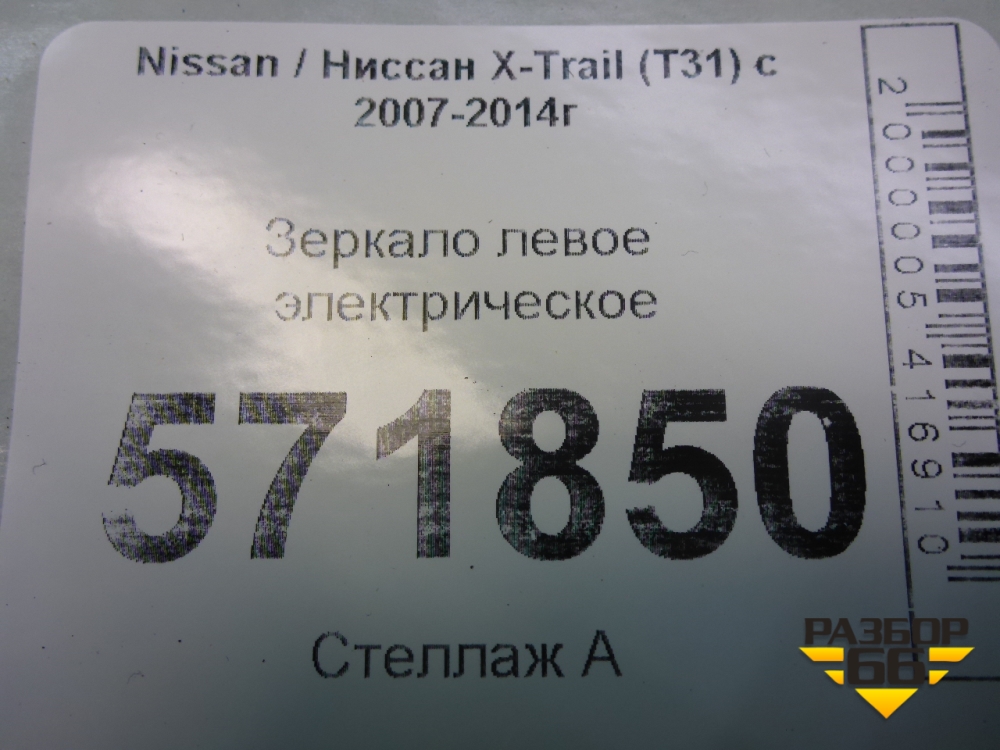 Nissan / Ниссан X-Trail (T31) с
2007-2014г
Зеркало левое
электрическое
571850
Стеллаж А
2000005416910
РАЗБОР
66